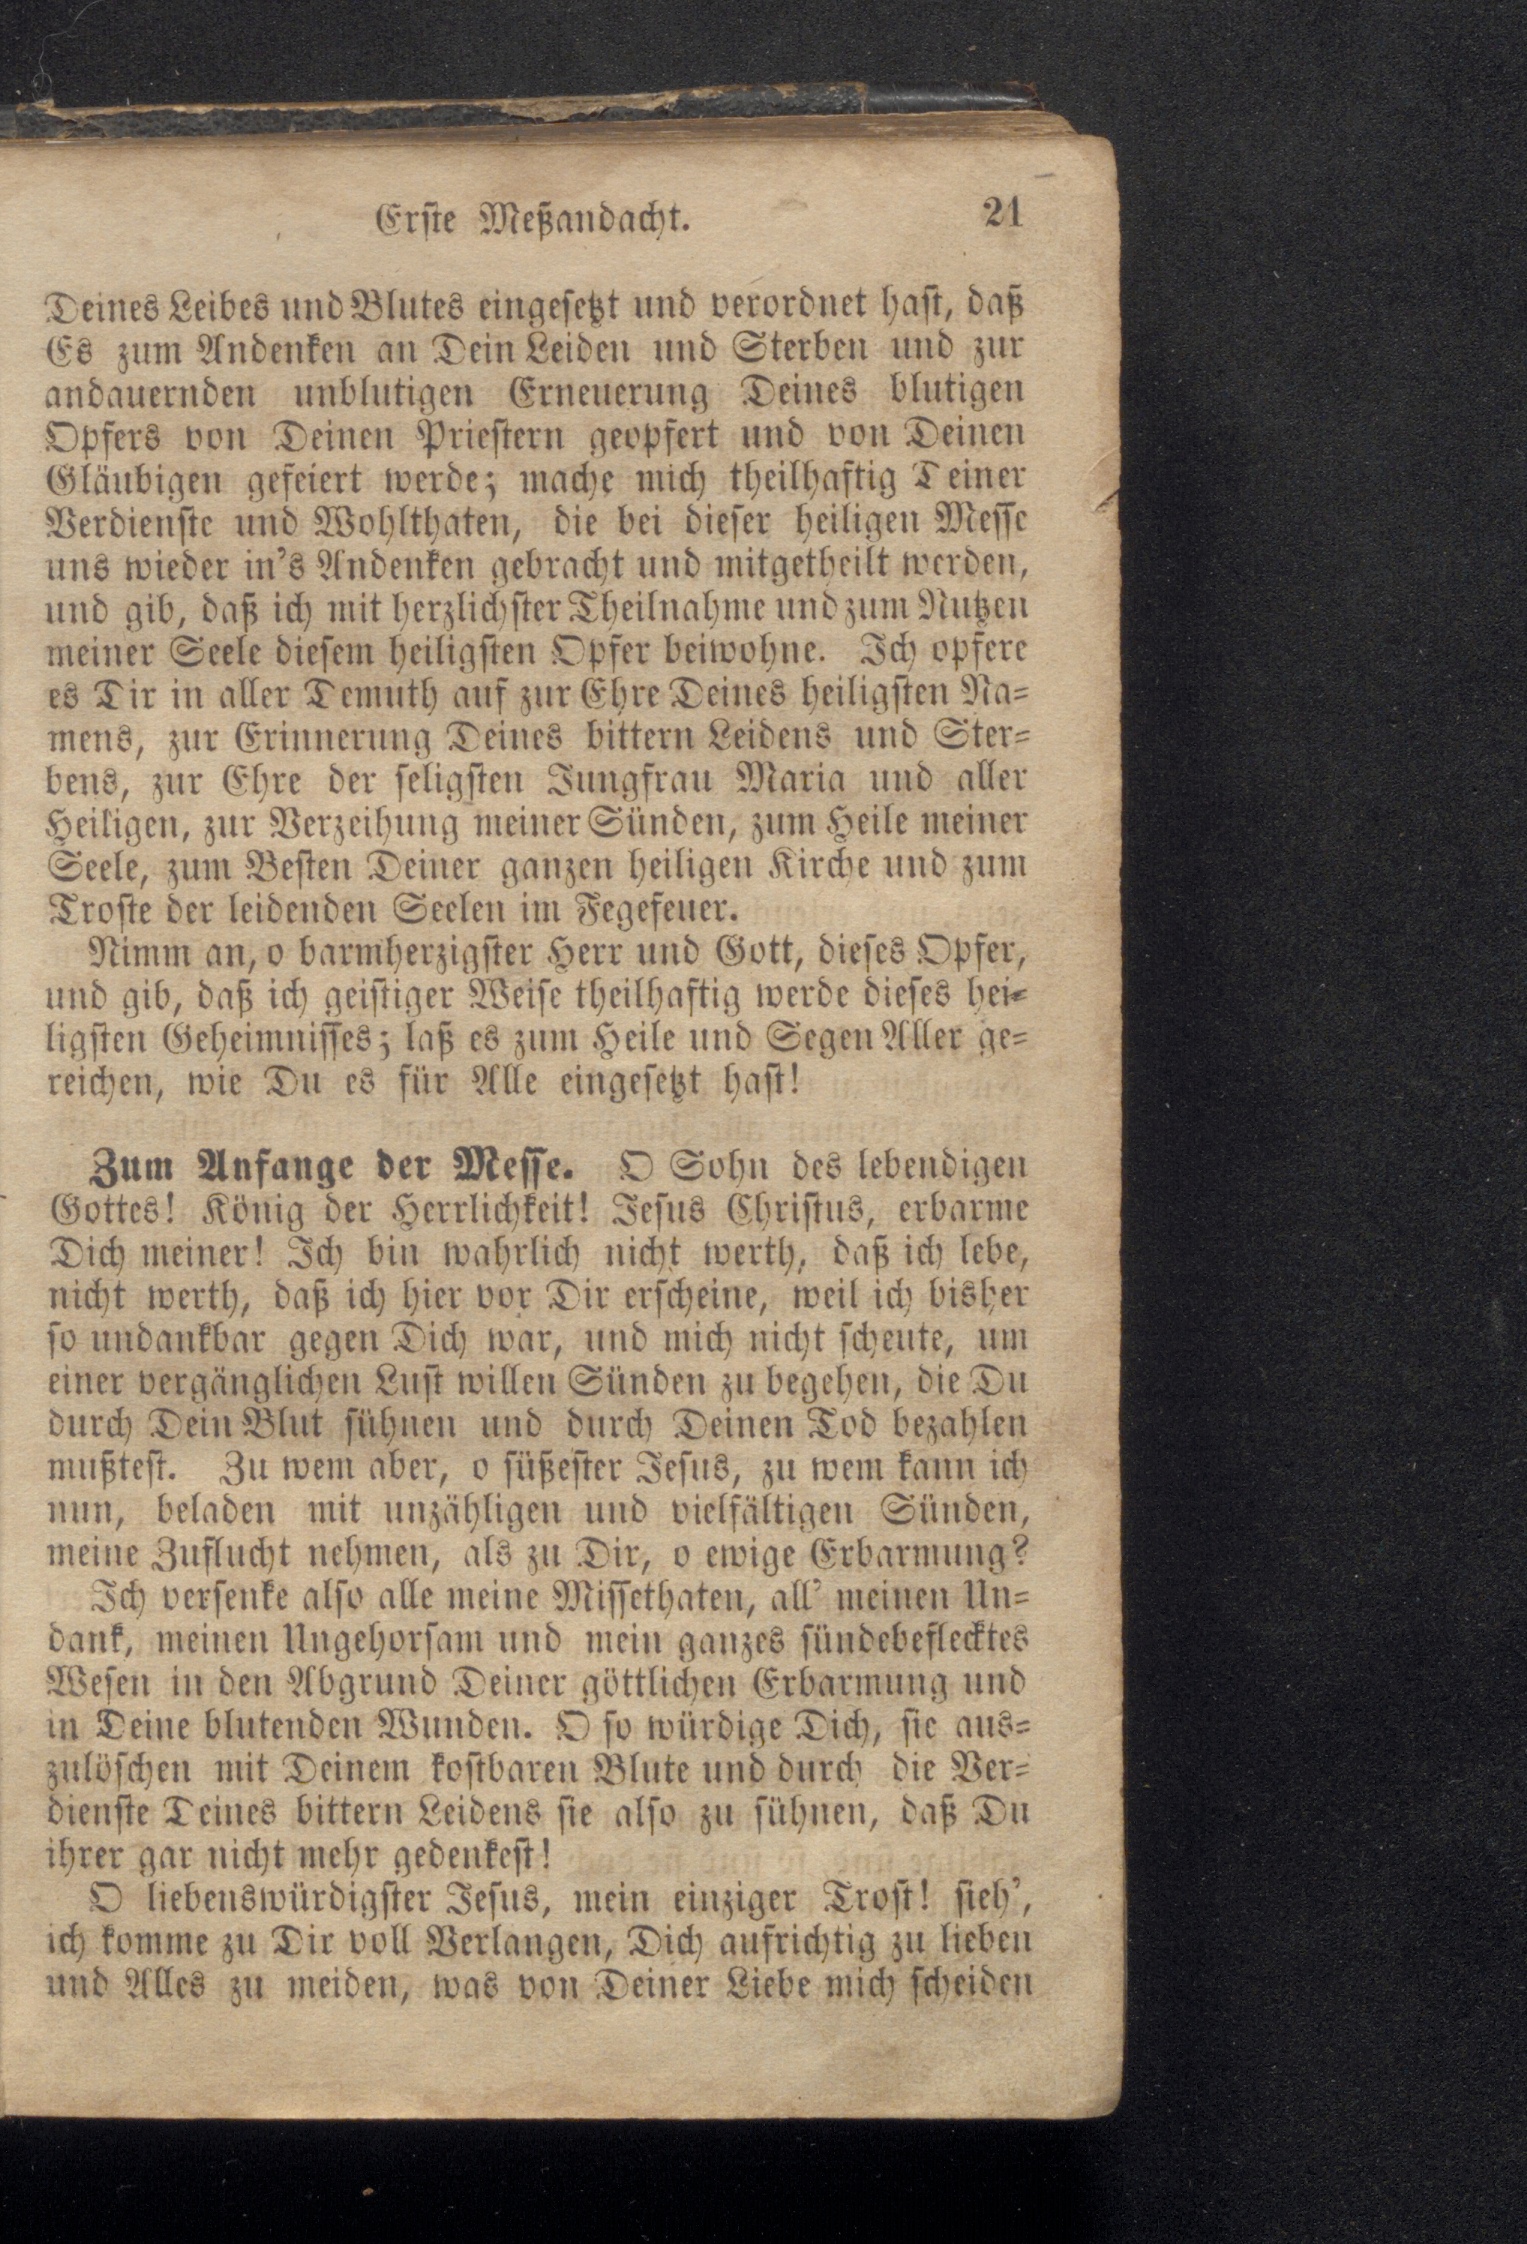 Erste Meßandacht. 21
Deines Leibes und Blutes eingesetzt und verordnet hast, daß
Es zum Andenken an Dein Leiden und Sterben und zur
andauernden unblutigen Erneuerung Deines blutigen
Opfers von Deinen Priestern geopfert und von Deinen
Gläubigen gefeiert werde; mache mich theilhaftig Deiner
Verdienste und Wohlthaten, die bei dieser heiligen Messe
uns wieder in's Andenken gebracht und mitgetheilt werden,
und gib, daß ich mit herzlichster Theilnahme und zum Nutzen
meiner Seele diesem heiligsten Opfer beiwohne. Ich opfere
es Dir in aller Demuth auf zur Ehre Deines heiligsten Na-
mens, zur Erinnerung Deines bittern Leidens und Ster-
bens, zur Ehre der seligsten Jungfrau Maria und aller
Heiligen, zur Verzeihung meiner Sünden, zum Heile meiner
Seele, zum Besten Deiner ganzen heiligen Kirche und zum
Troste der leidenden Seelen im Fegefeuer.
Nimm an, o barmherzigster Herr und Gott, dieses Opfer,
und gib, daß ich geistiger Weise theilhaftig werde dieses hei-
ligsten Geheimnisses; laß es zum Heile und Segen Aller ge-
reichen, wie Du es für Alle eingesetzt hast!
Zum Anfange der Messe. O Sohn des lebendigen
Gottes! König der Herrlichkeit! Jesus Christus, erbarme
Dich meiner! Ich bin wahrlich nicht werth, daß ich lebe,
nicht werth, daß ich hier vor Dir erscheine, weil ich bisher
so undankbar gegen Dich war, und mich nicht scheute, um
einer vergänglichen Lust willen Sünden zu begehen, die Du
durch Dein Blut sühnen und durch Deinen Tod bezahlen
mußtest. Zu wem aber, o süßester Jesus, zu wem kann ich
nun, beladen mit unzähligen und vielfältigen Sünden,
meine Zuflucht nehmen, als zu Dir, o ewige Erbarmung?
Ich versenke also alle meine Missethaten, all' meinen Un-
dank, meinen Ungehorsam und mein ganzes sündebeflecktes
Wesen in den Abgrund Deiner göttlichen Erbarmung und
in Deine blutenden Wunden. O so würdige Dich, sie aus-
zulöschen mit Deinem kostbaren Blute und durch die Ver-
dienste Deines bittern Leidens sie also zu sühnen, daß Du
ihrer gar nicht mehr gedenkest!
O liebenswürdigster Jesus, mein einziger Trost! sieh',
ich komme zu Dir voll Verlangen, Dich aufrichtig zu lieben
und Alles zu meiden, was von Deiner Liebe mich scheiden